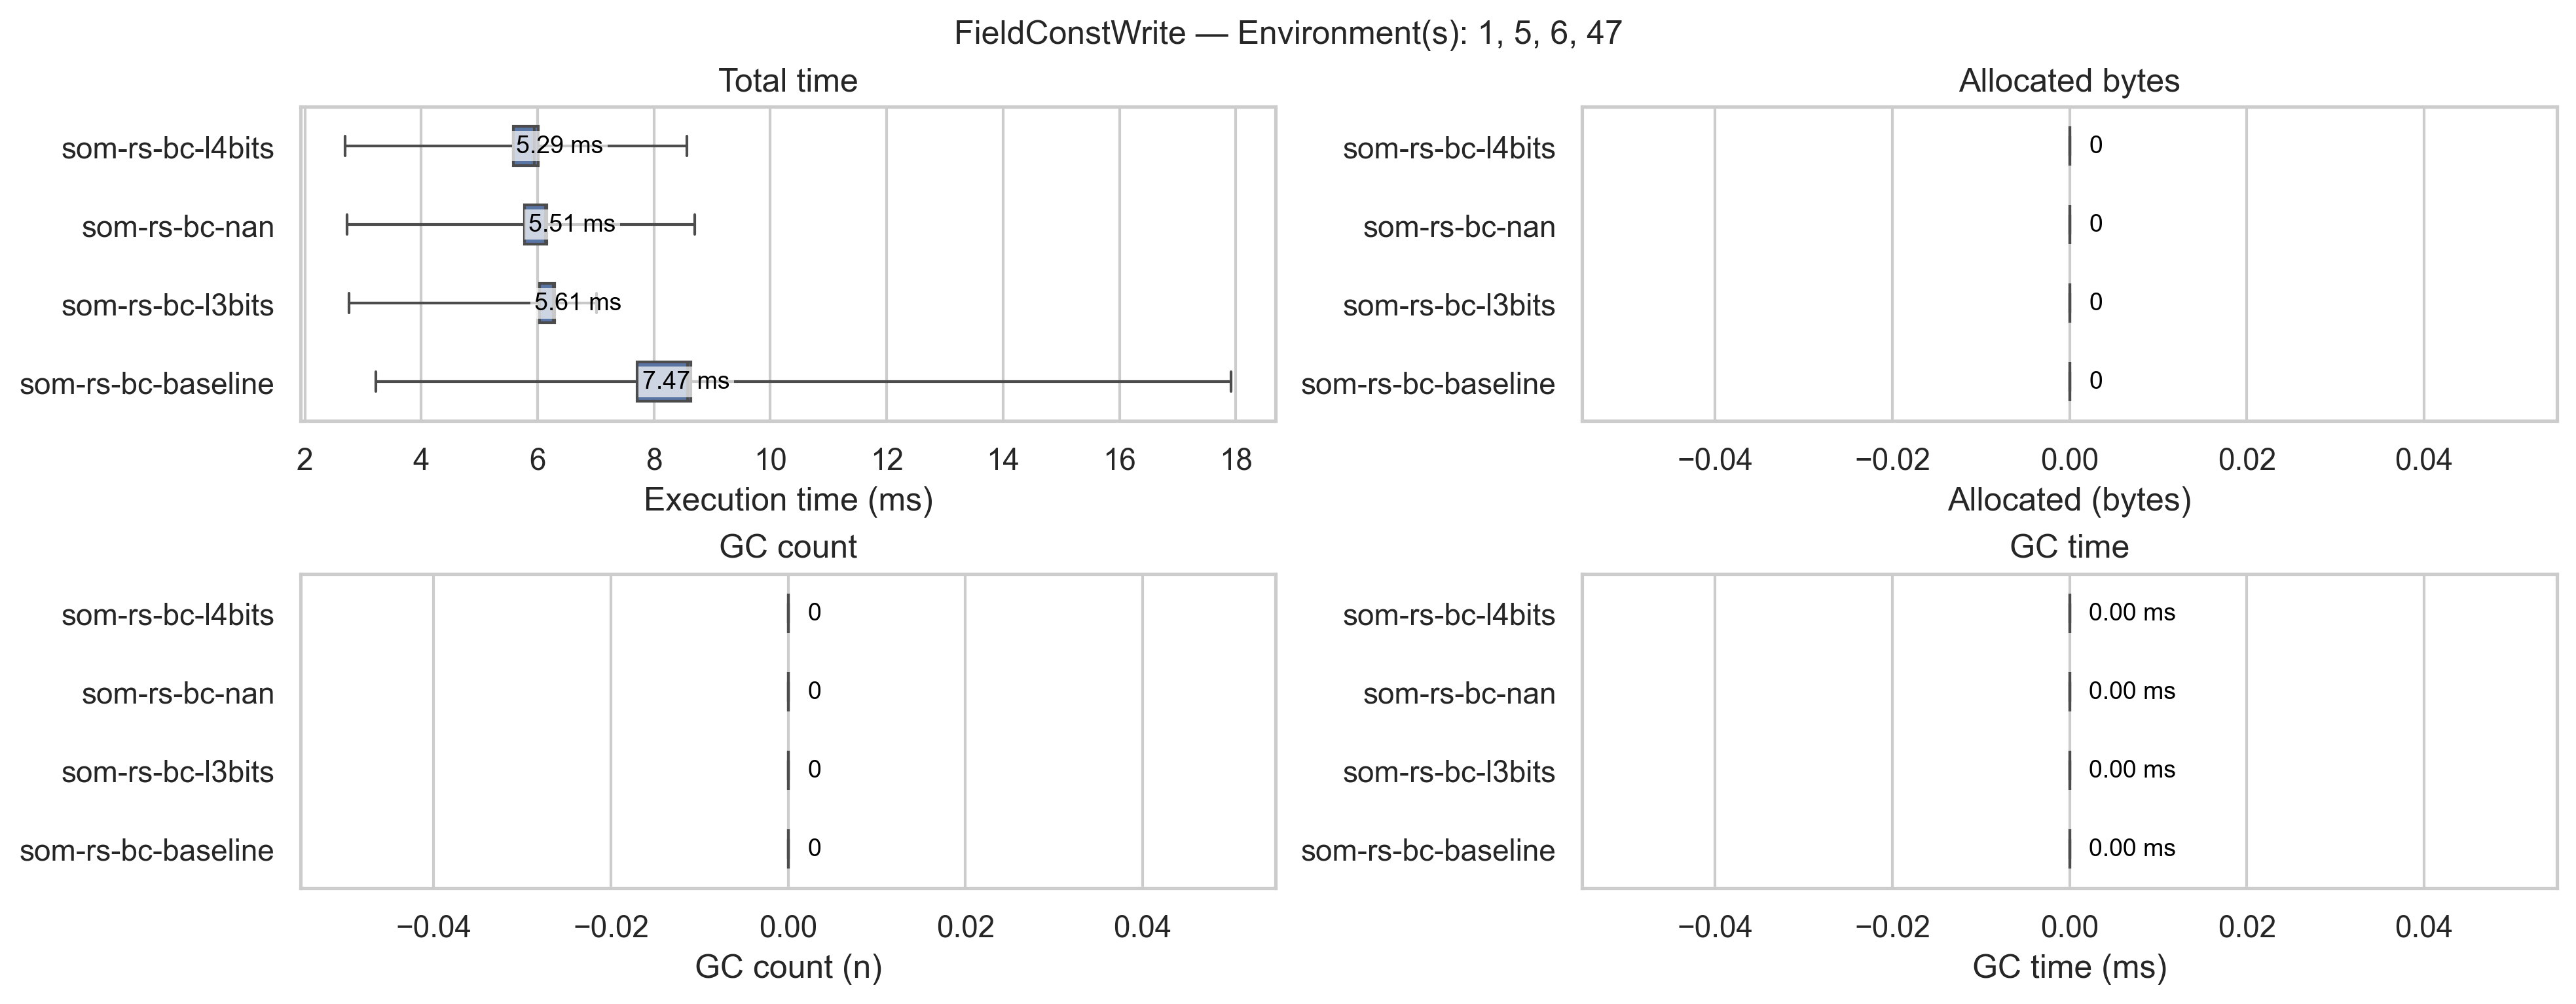 FieldConstWrite — Environment(s): 1, 5, 6, 47
Total time
som-rs-bc-l4bits
5.29 ms
som-rs-bc-nan
5.51 ms
som-rs-bc-l3bits
5.61 ms
som-rs-bc-baseline
7.47 ms
2 4 6 8 10 12 14 16 18
Execution time (ms)
Allocated bytes
som-rs-bc-l4bits
0
som-rs-bc-nan
0
som-rs-bc-l3bits
0
som-rs-bc-baseline
0
−0.04 −0.02 0.00 0.02 0.04
Allocated (bytes)
GC count
som-rs-bc-l4bits
0
som-rs-bc-nan
0
som-rs-bc-l3bits
0
som-rs-bc-baseline
0
−0.04 −0.02 0.00 0.02 0.04
GC count (n)
GC time
som-rs-bc-l4bits
0.00 ms
som-rs-bc-nan
0.00 ms
som-rs-bc-l3bits
0.00 ms
som-rs-bc-baseline
0.00 ms
−0.04 −0.02 0.00 0.02 0.04
GC time (ms)